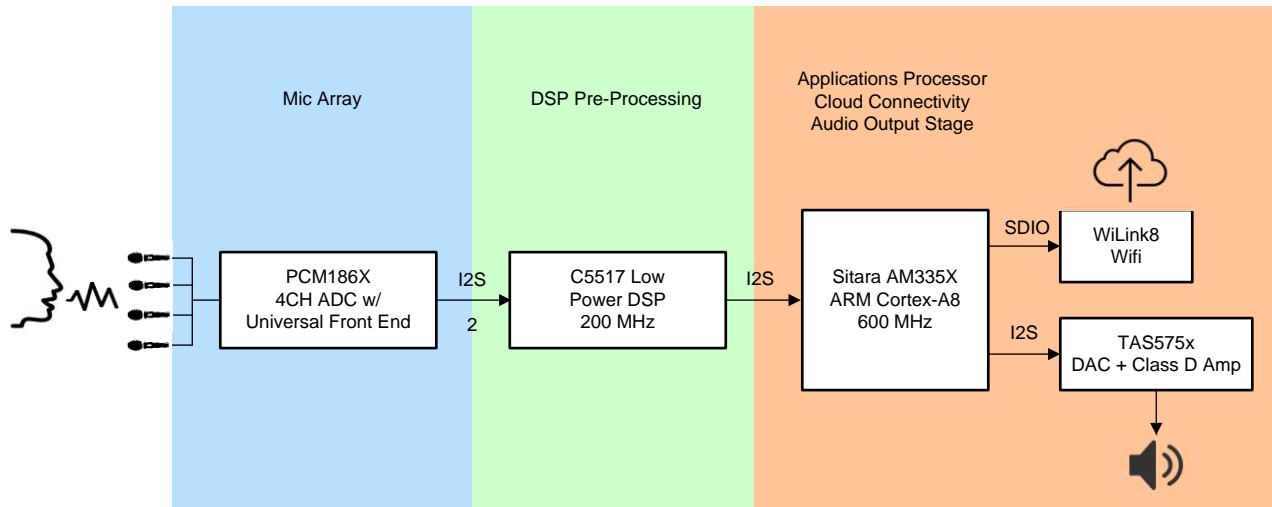 Mic Array
DSP Pre-Processing
Applications Processor
Cloud Connectivity
Audio Output Stage
PCM186X
4CH ADC w/
Universal Front End
I2S
2
C5517 Low
Power DSP
200 MHz
I2S
Sitara AM335X
ARM Cortex-A8
600 MHz
SDIO
WiLink8
Wifi
I2S
TAS575x
DAC + Class D Amp